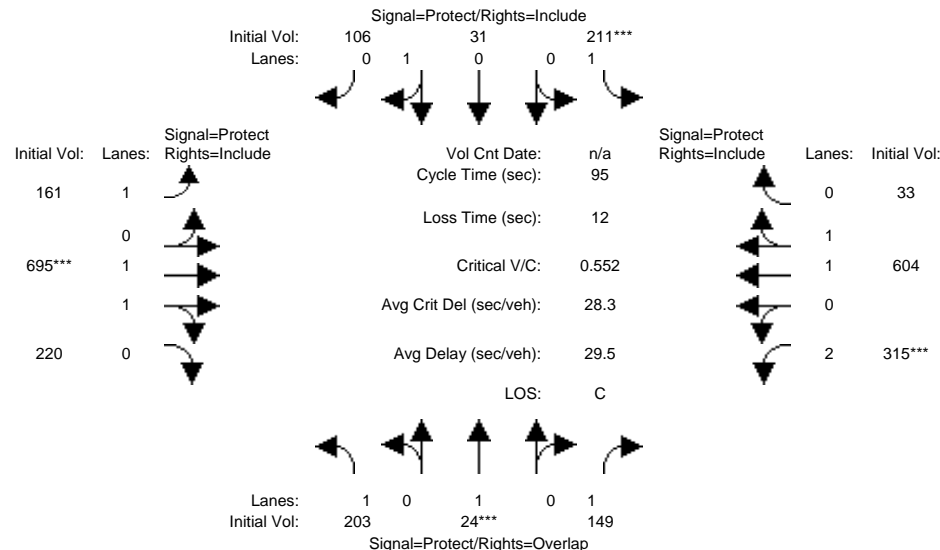 Signal=Protect/Rights=Include
Initial Vol: 106 31 211***
Lanes: 0 1 0 0 1
Signal=Protect
Initial Vol: Lanes: Rights=Include
Vol Cnt Date: n/a
Signal=Protect
Rights=Include Lanes: Initial Vol:
Cycle Time (sec): 95
161 1
0 33
Loss Time (sec): 12
0
1
695*** 1
Critical V/C: 0.552
1 604
1
Avg Crit Del (sec/veh): 28.3
0
220 0
Avg Delay (sec/veh): 29.5
2 315***
LOS: C
Lanes: 1 0 1 0 1
Initial Vol: 203 24*** 149
Signal=Protect/Rights=Overlap